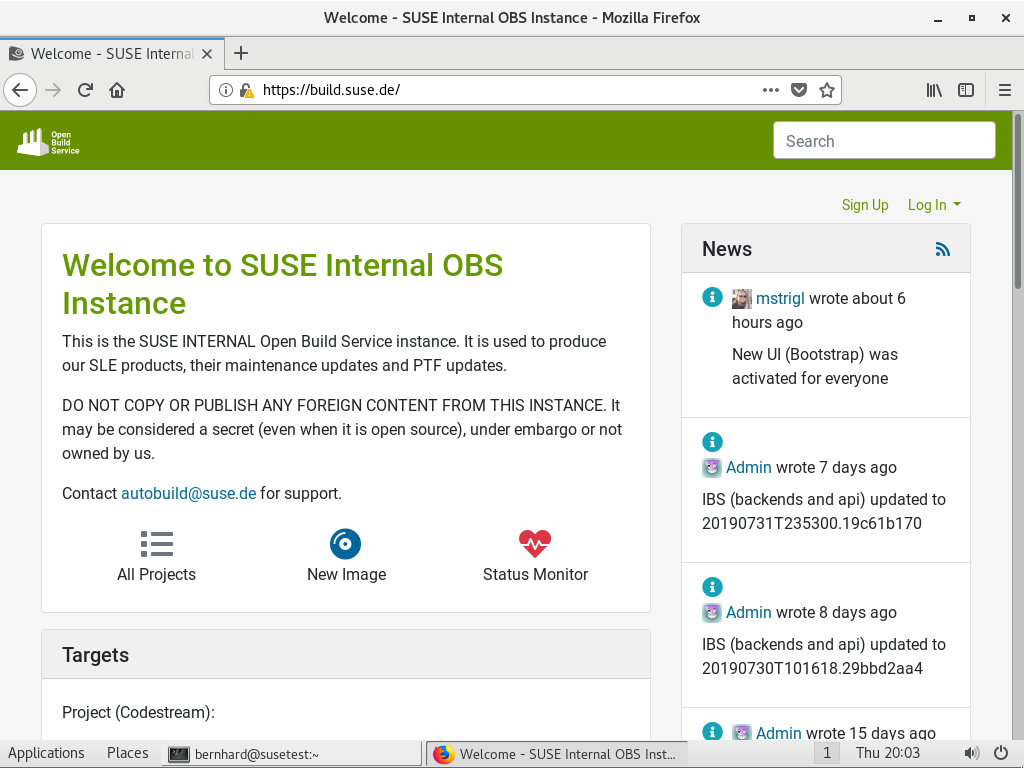 Welcome - SUSE Internal OBS Instance - Mozilla Firefox
Welcome - SUSE Internal
https://build.suse.de/
Open
Build
Service
Search
Sign Up Log In
Welcome to SUSE Internal OBS
Instance
This is the SUSE INTERNAL Open Build Service instance. It is used to produce
our SLE products, their maintenance updates and PTF updates.
DO NOT COPY OR PUBLISH ANY FOREIGN CONTENT FROM THIS INSTANCE. It
may be considered a secret (even when it is open source), under embargo or not
owned by us.
Contact autobuild@suse.de for support.
All Projects
New Image
Status Monitor
Targets
Project (Codestream):
News
mstrigl wrote about 6
hours ago
New UI (Bootstrap) was
activated for everyone
Admin wrote 7 days ago
IBS (backends and api) updated to
20190731T235300.19c61b170
Admin wrote 8 days ago
IBS (backends and api) updated to
20190730T101618.29bbd2aa4
Admin wrote 15 days ago
Applications Places bernhard@susetest:~ Welcome - SUSE Internal OBS Inst... 1 Thu 20:03